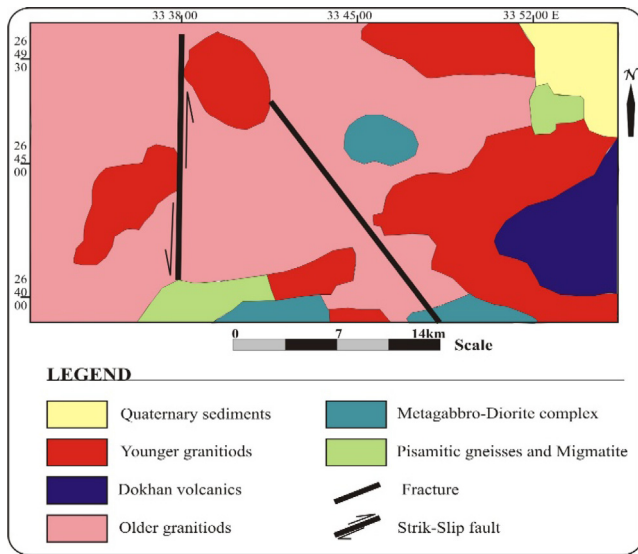 33 38 00
33 45 00
33 52 00 E
26
49
30
N
26
45
00
26
40
00
0 7 14km
Scale
LEGEND
Quaternary sediments
Metagabbro-Diorite complex
Younger granitiods
Pisamitic gneisses and Migmatite
Dokhan volcanics
Fracture
Older granitiods
Strik-Slip fault